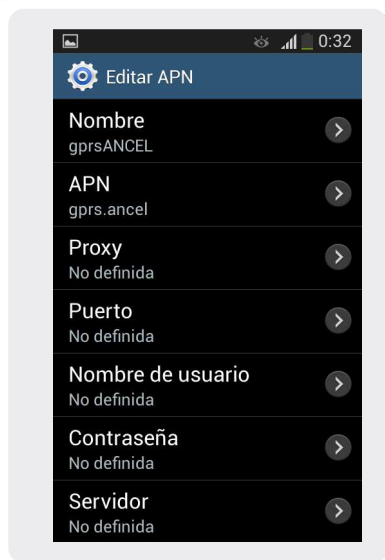 0:32
Editar APN
Nombre
gprsANCEL
APN
gprs.ancel
Proxy
No definida
Puerto
No definida
Nombre de usuario
No definida
Contraseña
No definida
Servidor
No definida